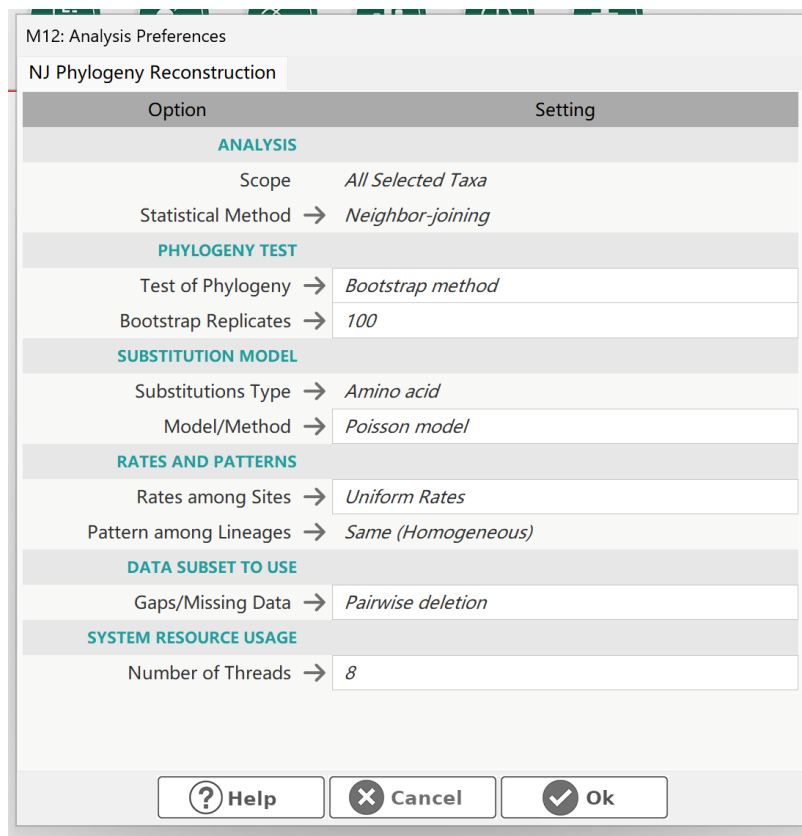 M12: Analysis Preferences
NJ Phylogeny Reconstruction
Option Setting
ANALYSIS
Scope All Selected Taxa
Statistical Method → Neighbor-joining
PHYLOGENY TEST
Test of Phylogeny → Bootstrap method
Bootstrap Replicates → 100
SUBSTITUTION MODEL
Substitutions Type → Amino acid
Model/Method → Poisson model
RATES AND PATTERNS
Rates among Sites → Uniform Rates
Pattern among Lineages → Same (Homogeneous)
DATA SUBSET TO USE
Gaps/Missing Data → Pairwise deletion
SYSTEM RESOURCE USAGE
Number of Threads → 8
? Help Cancel Ok